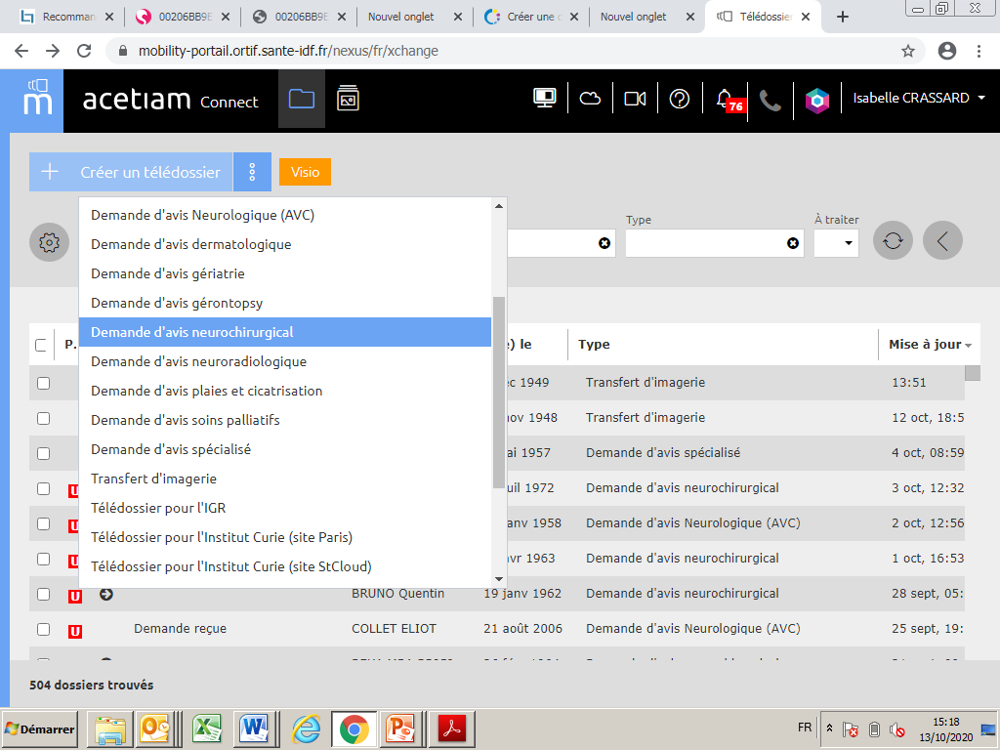 Recomman
00206BB9E
00206BB9E
Nouvel onglet
Créer une c
Nouvel onglet
Télédossier
mobility-portail.ortif.sante-idf.fr/nexus/fr/xchange
m acetiam Connect
76
Isabelle CRASSARD
Créer un télédossier
Visio
Type
À traiter
Demande d'avis Neurologique (AVC)
Demande d'avis dermatologique
Demande d'avis gériatrie
Demande d'avis gérontopsy
Demande d'avis neurochirurgical
Demande d'avis neuroradiologique
Demande d'avis plaies et cicatrisation
Demande d'avis soins palliatifs
Demande d'avis spécialisé
Transfert d'imagerie
Télédossier pour l'IGR
Télédossier pour l'Institut Curie (site Paris)
Télédossier pour l'Institut Curie (site StCloud)
P. ) le Type Mise à jour
1949 Transfert d'imagerie 13:51
nov 1948 Transfert d'imagerie 12 oct, 18:5
1957 Demande d'avis spécialisé 4 oct, 08:59
U 1972 Demande d'avis neurochirurgical 3 oct, 12:32
U janv 1958 Demande d'avis Neurologique (AVC) 2 oct, 12:56
U 1963 Demande d'avis neurochirurgical 1 oct, 16:53
U BRUNO Quentin 19 janv 1962 Demande d'avis neurochirurgical 28 sept, 05:
U Demande reçue COLLET ELIOT 21 août 2006 Demande d'avis Neurologique (AVC) 25 sept, 19:
504 dossiers trouvés
Démarrer
FR
15:18
13/10/2020